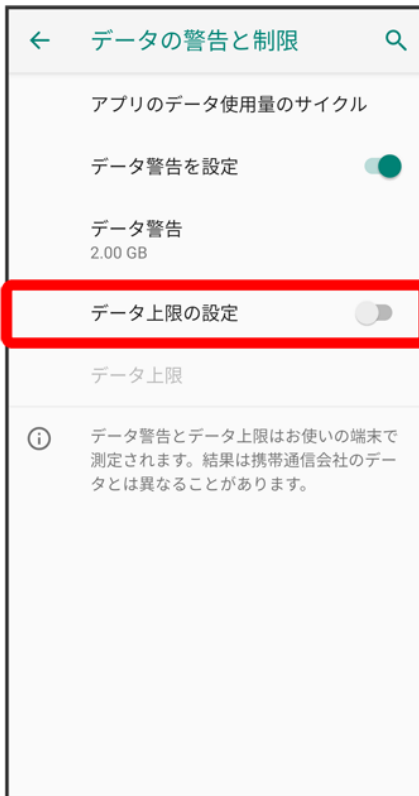 データの警告と制限
アプリのデータ使用量のサイクル
データ警告を設定
データ警告
2.00 GB
データ上限の設定
データ上限
データ警告とデータ上限はお使いの端末で
測定されます。結果は携帯通信会社のデー
タとは異なることがあります。